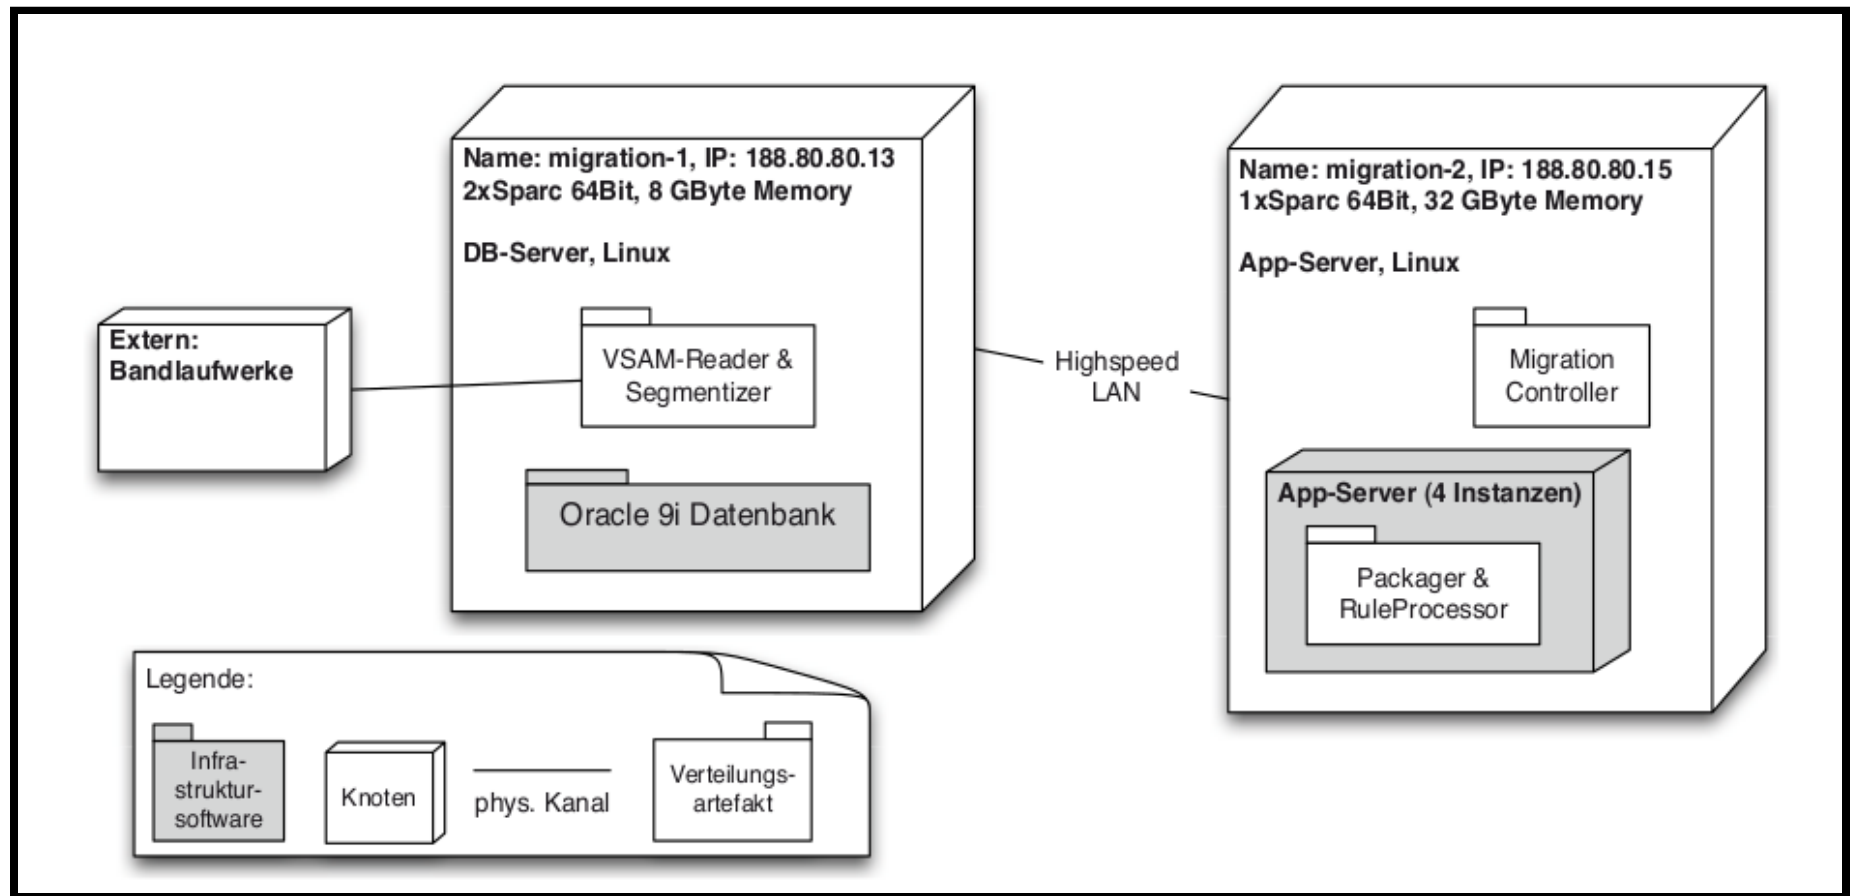 Name: migration-1, IP: 188.80.80.13
2xSparc 64Bit, 8 GByte Memory
DB-Server, Linux
Extern:
Bandlaufwerke
VSAM-Reader &
Segmentizer
Oracle 9i Datenbank
Highspeed
LAN
Name: migration-2, IP: 188.80.80.15
1xSparc 64Bit, 32 GByte Memory
App-Server, Linux
Migration
Controller
App-Server (4 Instanzen)
Packager &
RuleProcessor
Legende:
Infra-
struktur-
software
Knoten
phys. Kanal
Verteilungs-
artefakt